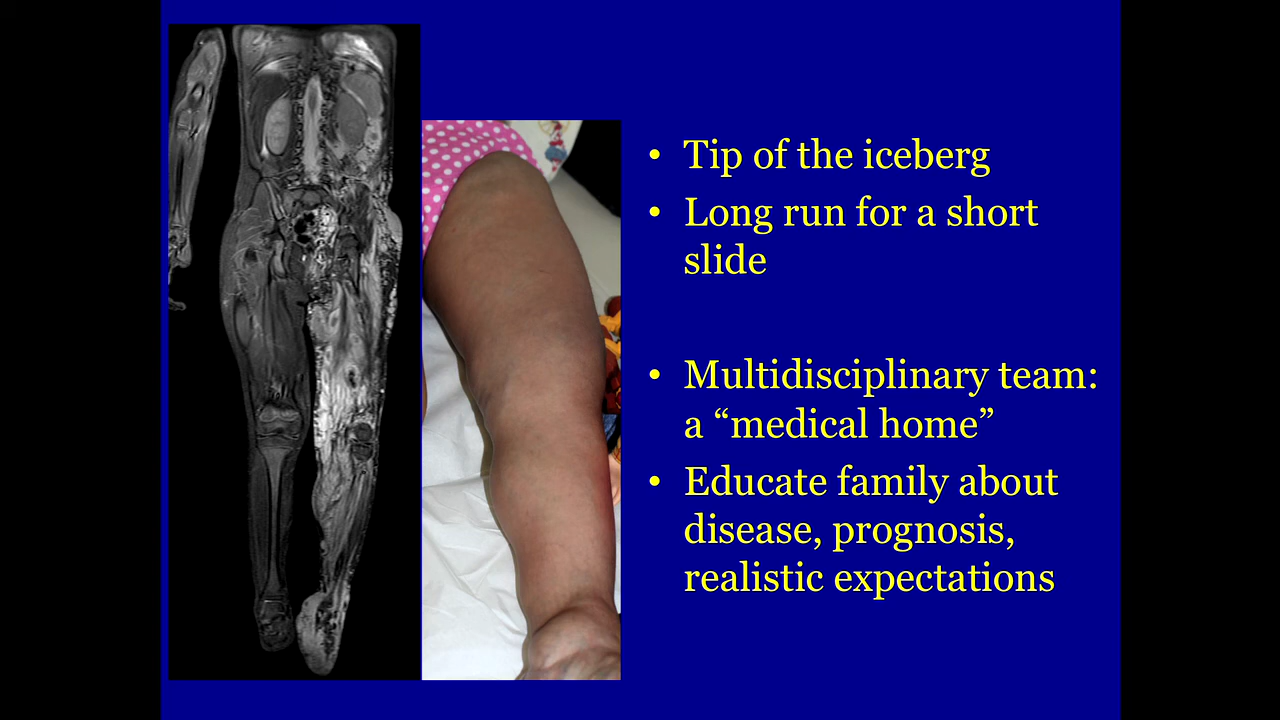 • Tip of the iceberg
• Long run for a short
slide
• Multidisciplinary team:
a “medical home”
• Educate family about
disease, prognosis,
realistic expectations